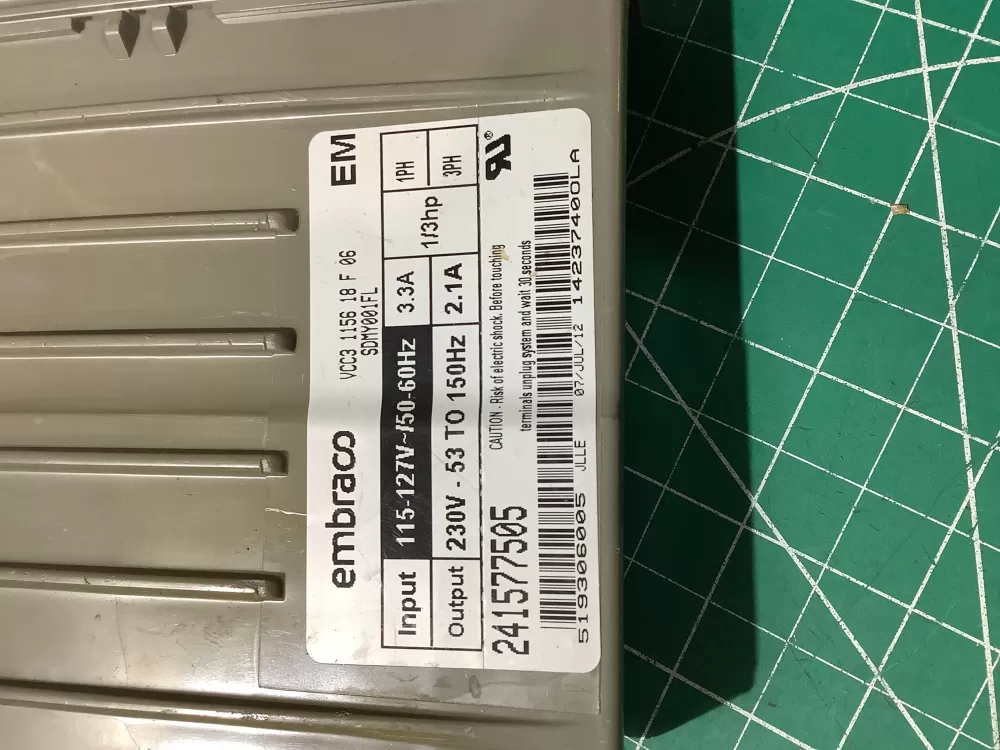 embraco
VCC3 1156 18 F 06
SDMY001FL
EM
Input 115-127V~/50-60Hz 3.3A 1/3hp 1PH
Output 230V - 53 TO 150Hz 2.1A 3PH
241577505
CAUTION - Risk of electric shock. Before touching
terminals unplug system and wait 30 seconds
519306005 JLLE 07/JUL/12 14237400LA